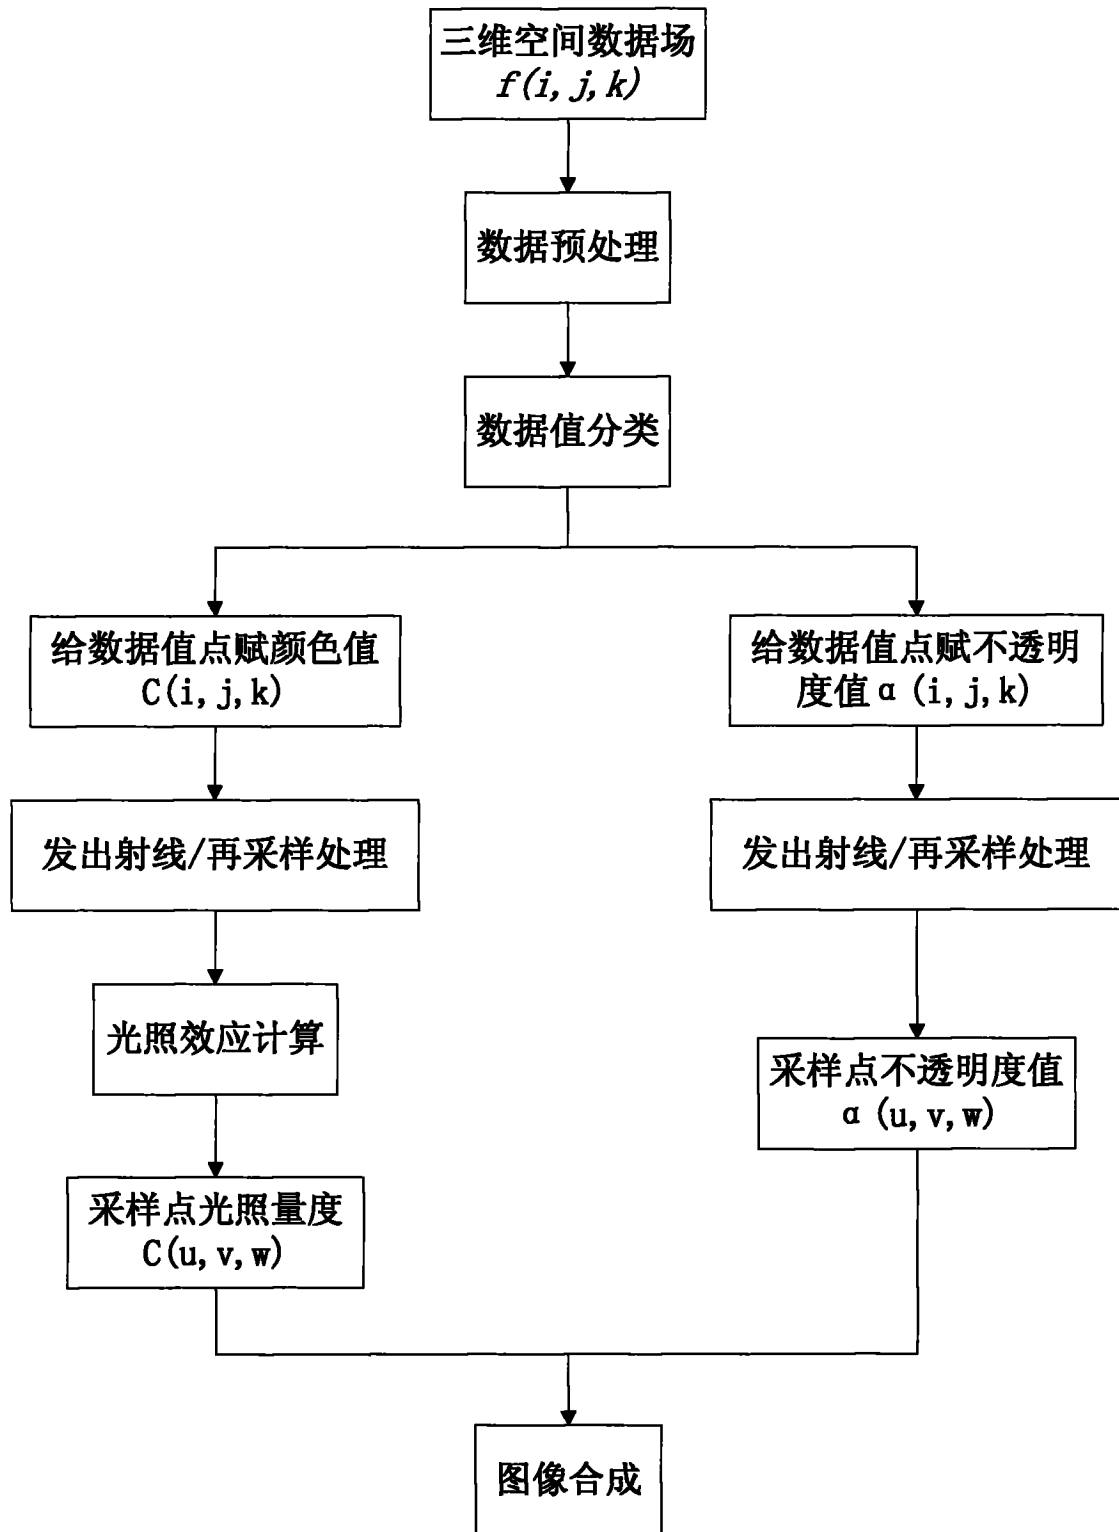 三维空间数据场
f(i,j,k)
数据预处理
数据值分类
给数据值点赋颜色值
C(i,j,k)
发出射线/再采样处理
光照效应计算
采样点光照量度
C(u,v,w)
给数据值点赋不透明
度值α(i,j,k)
发出射线/再采样处理
采样点不透明度值
α(u,v,w)
图像合成